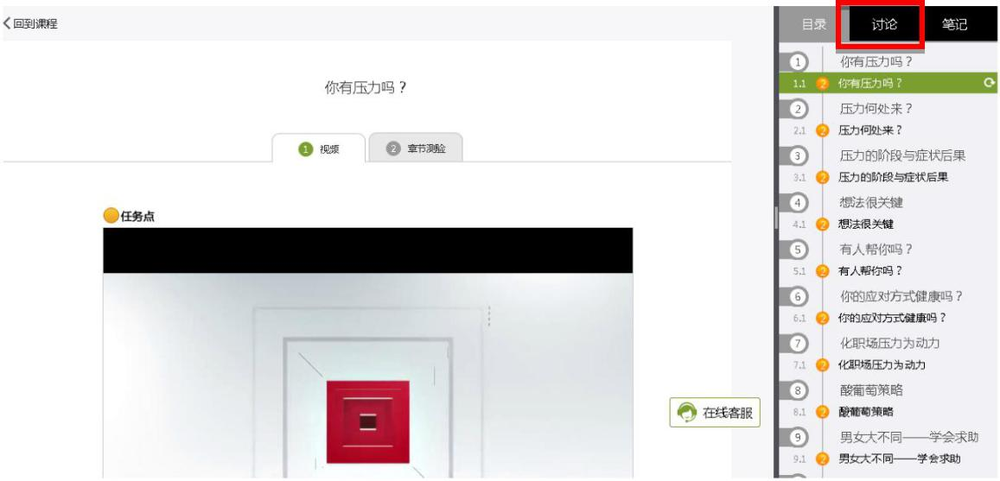 回到课程
你有压力吗？
1 视频
2 章节测验
任务点
在线客服
目录 讨论 笔记
1 你有压力吗？
1.1 2 你有压力吗？
2 压力何处来？
2.1 2 压力何处来？
3 压力的阶段与症状后果
3.1 2 压力的阶段与症状后果
4 想法很关键
4.1 2 想法很关键
5 有人帮你吗？
5.1 2 有人帮你吗？
6 你的应对方式健康吗？
6.1 2 你的应对方式健康吗？
7 化职场压力为动力
7.1 2 化职场压力为动力
8 酸葡萄策略
8.1 2 酸葡萄策略
9 男女大不同——学会求助
9.1 2 男女大不同——学会求助